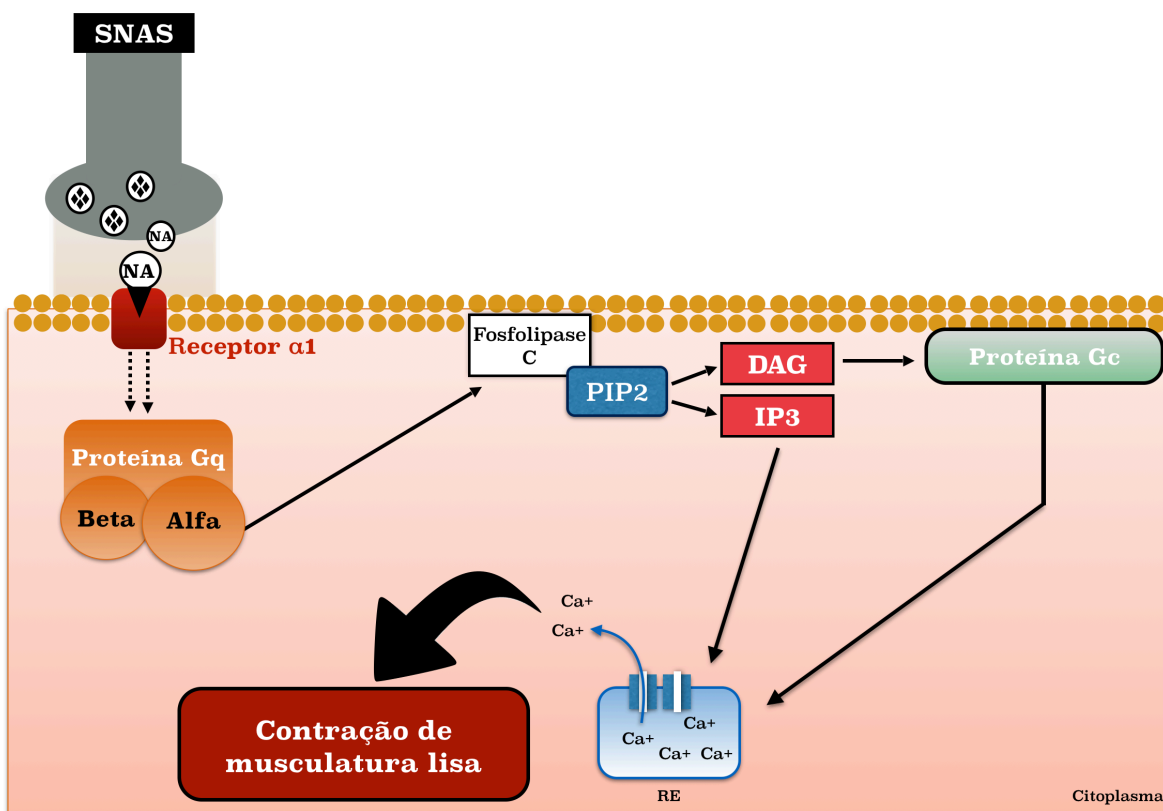 SNAS
NA
NA
Receptor α1
Fosfolipase
C
PIP2
DAG
IP3
Proteína Gc
Proteína Gq
Beta
Alfa
Ca+
Ca+
Contração de
musculatura lisa
Ca+
Ca+
Ca+
Ca+
RE
Citoplasma